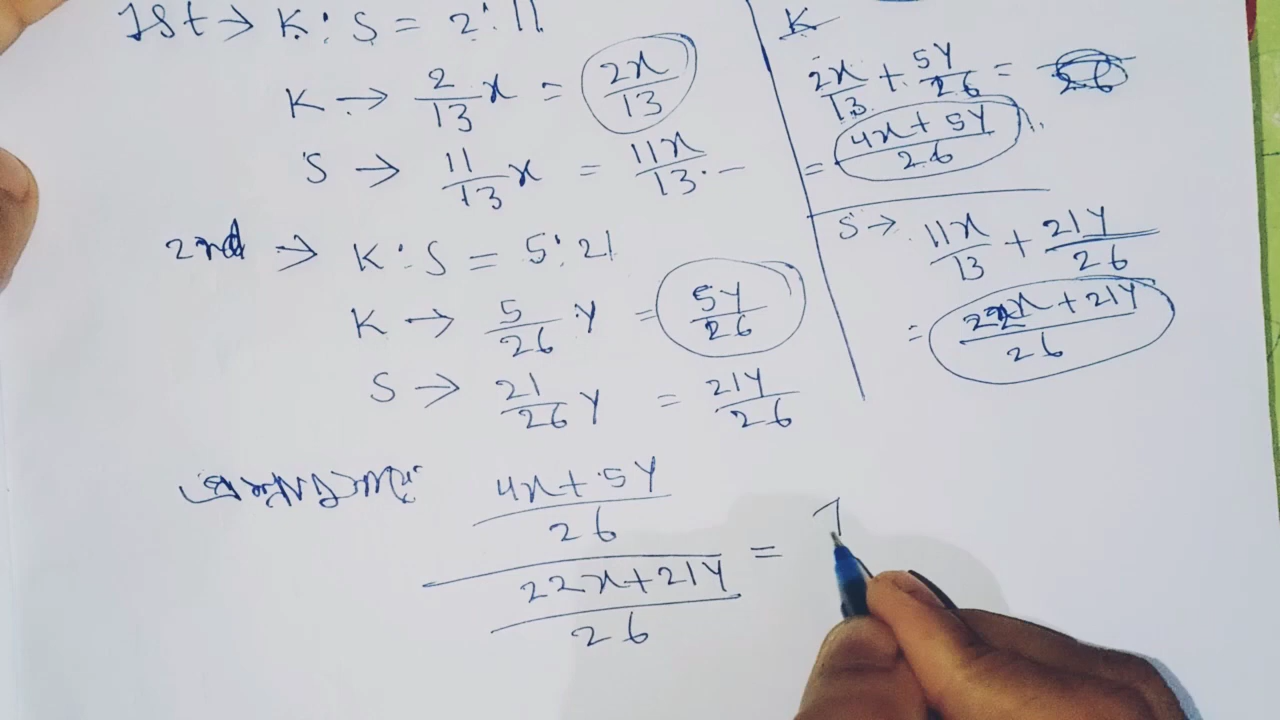 1st → K : S = 2 : 11
K → 2/13 x = 2x/13
S → 11/13 x = 11x/13
2nd → K : S = 5 : 21
K → 5/26 y = 5y/26
S → 21/26 y = 21y/26
K
2x/13 + 5y/26 =
= 4x + 5y/26
S → 11x/13 + 21y/26
= 22x + 21y/26
প্রশ্নমতে
4x + 5y/26
22x + 21y/26
= 7